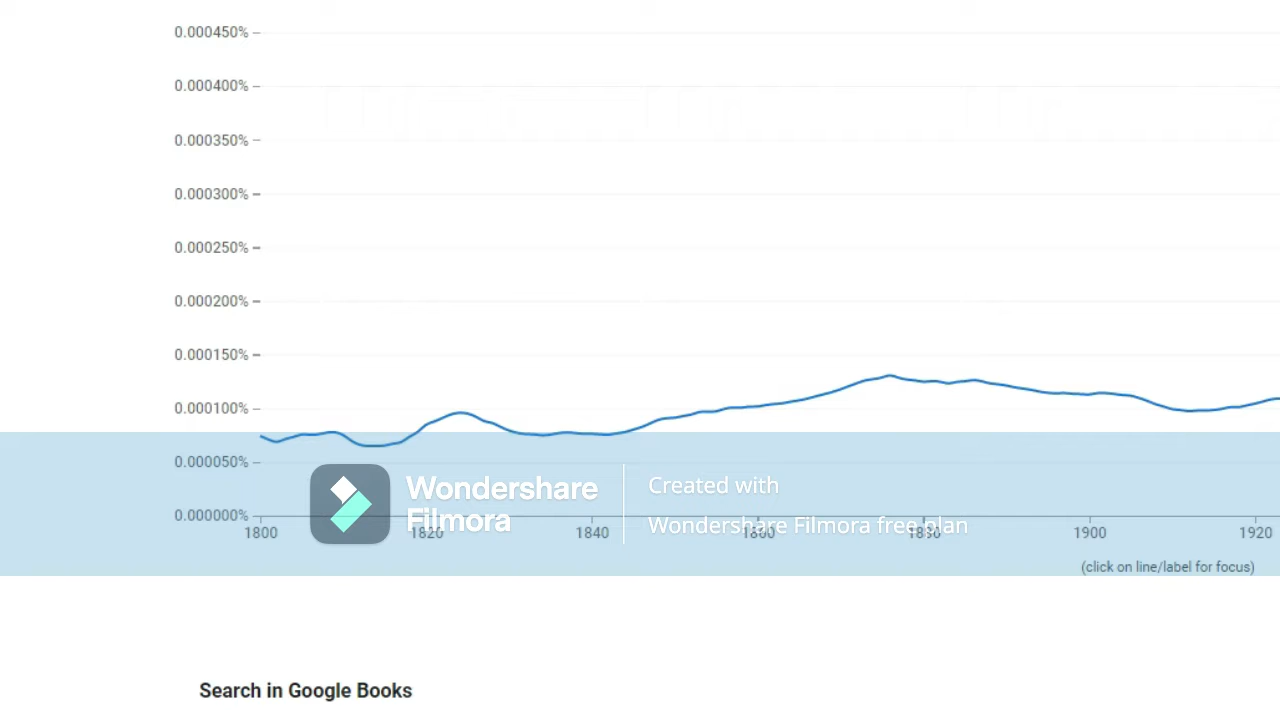 0.000450%
0.000400%
0.000350%
0.000300%
0.000250%
0.000200%
0.000150%
0.000100%
0.000050%
0.000000%
1800 1820 1840 1860 1880 1900 1920
Wondershare
Filmora
Created with
Wondershare Filmora free plan
(click on line/label for focus)
Search in Google Books